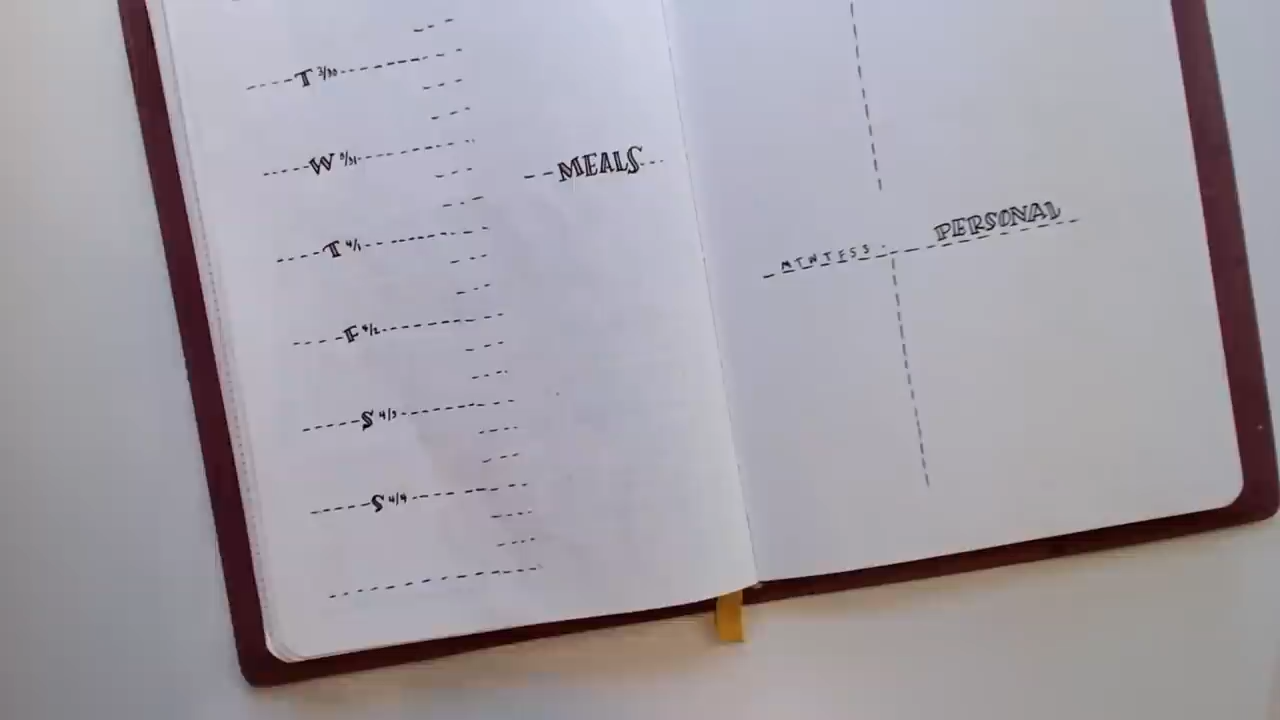 T 3/30
W 3/31
T 4/1
F 4/2
S 4/3
S 4/4
MEALS
M T W T F S S
PERSONAL